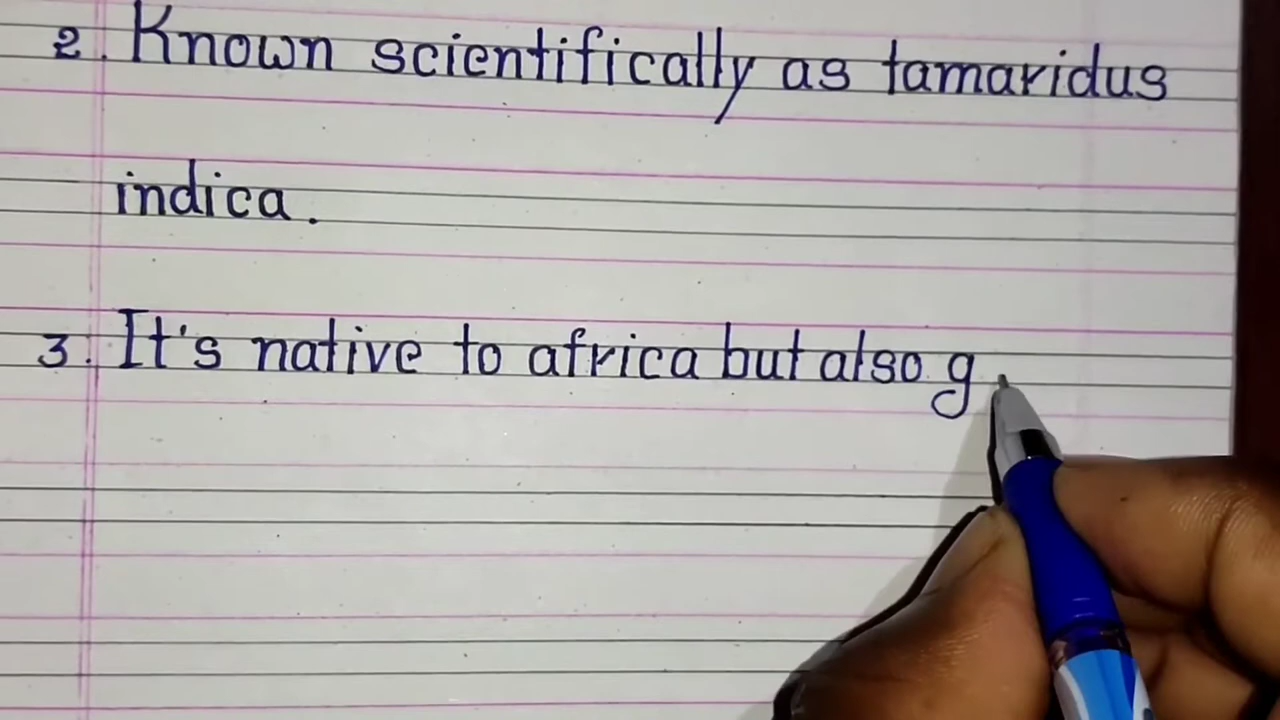 2. Known scientifically as tamaridus
indica.
3. It's native to africa but also g